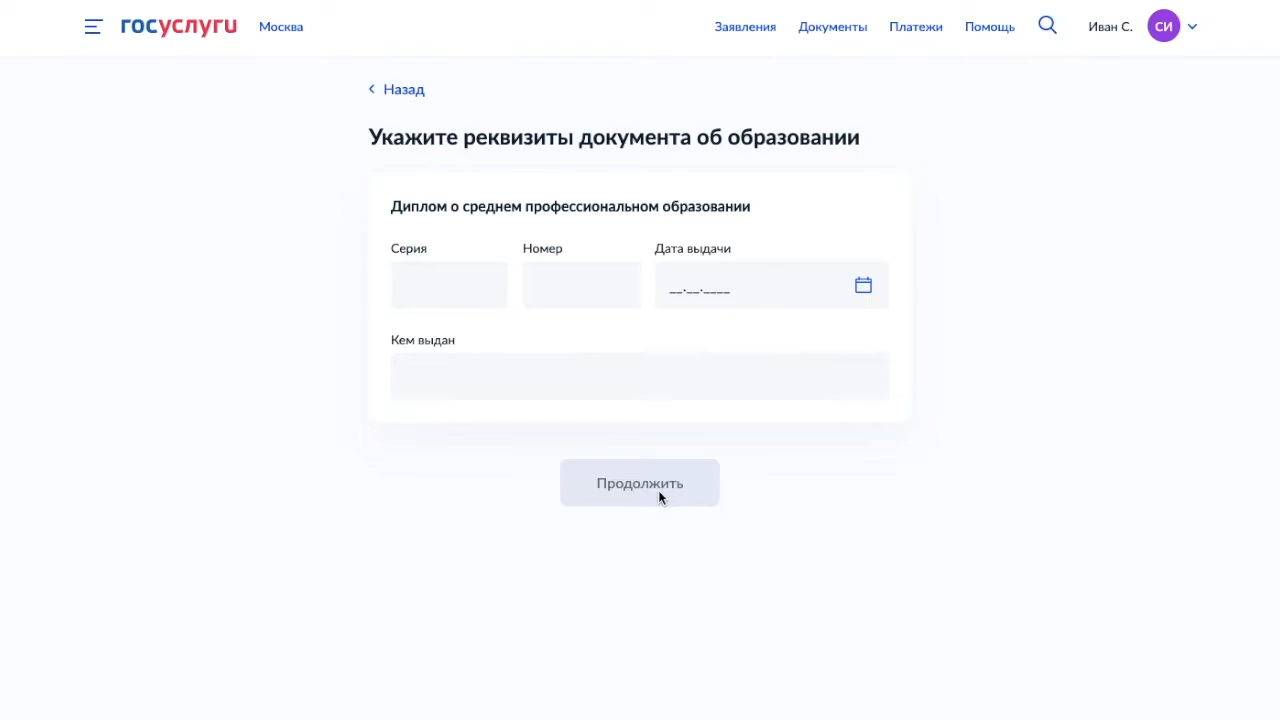 госуслуги Москва Заявления Документы Платежи Помощь Иван С. СИ
Назад
Укажите реквизиты документа об образовании
Диплом о среднем профессиональном образовании
Серия Номер Дата выдачи
__.__.____
Кем выдан
Продолжить